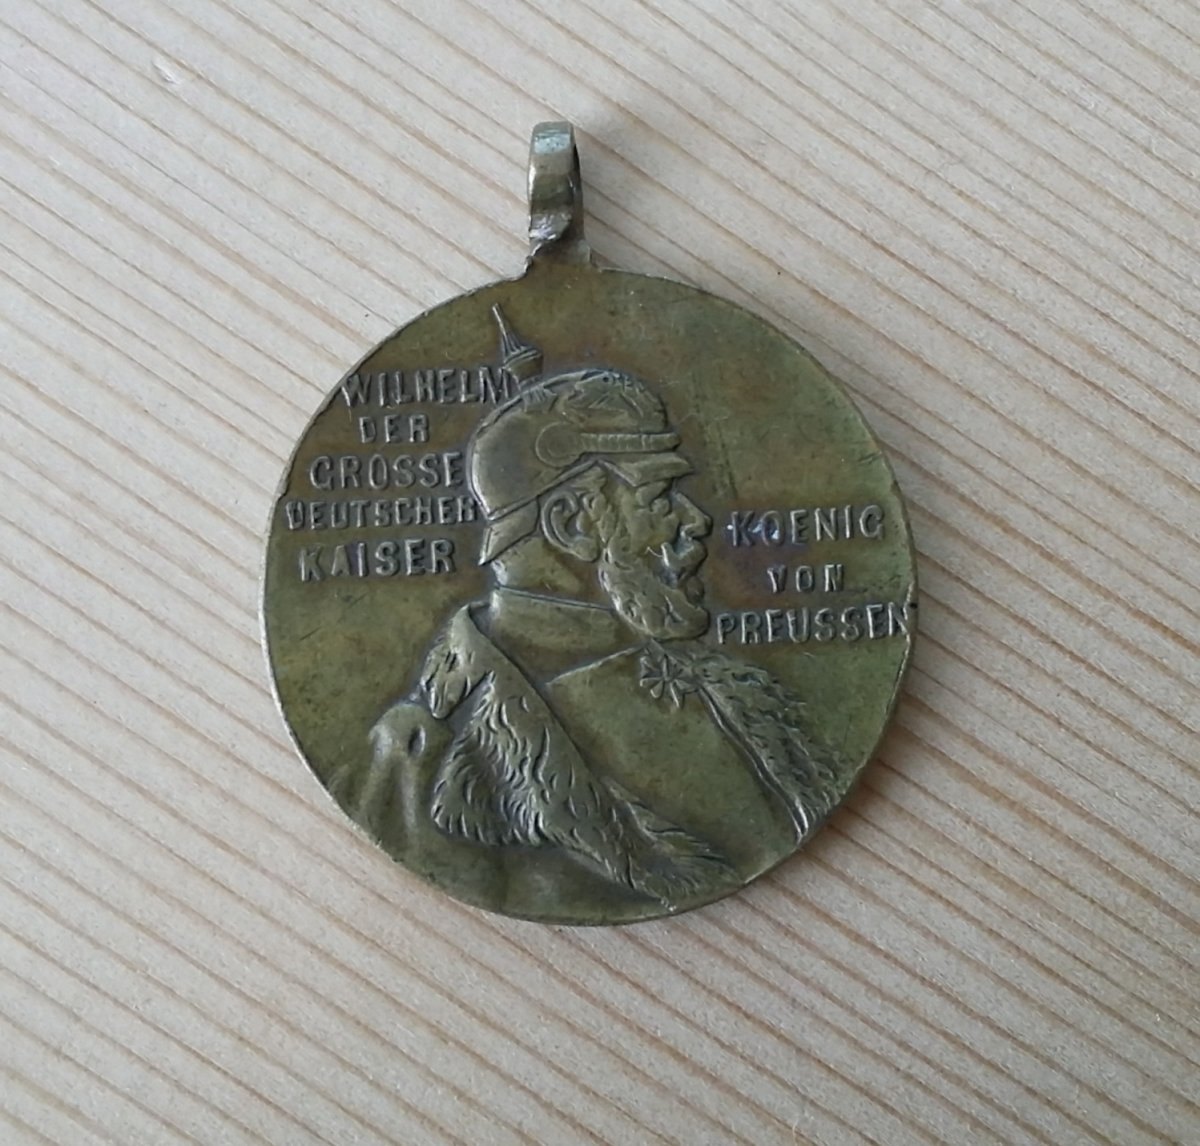 WILHELM
DER
GROSSE
DEUTSCHER
KAISER
KOENIG
VON
PREUSSEN